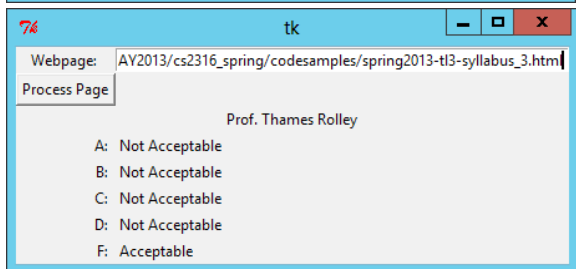 tk
Webpage: AY2013/cs2316_spring/codesamples/spring2013-tl3-syllabus_3.html
Process Page
Prof. Thames Rolley
A: Not Acceptable
B: Not Acceptable
C: Not Acceptable
D: Not Acceptable
F: Acceptable